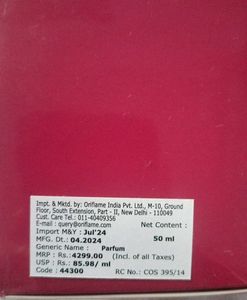 Impt. & Mktd. by: Oriflame India Pvt. Ltd., M-10, Ground
Floor, South Extension, Part - II, New Delhi - 110049
Cust. Care Tel.: 011-40409356
E-mail : query@oriflame.com Net Content :
Import M&Y : Jul'24
MFG. Dt.: 04.2024 50 ml
Generic Name : Parfum
MRP : Rs.:4299.00 (Incl. of all Taxes)
USP : Rs.: 85.98/ ml
Code : 44300 RC No.: COS 395/14